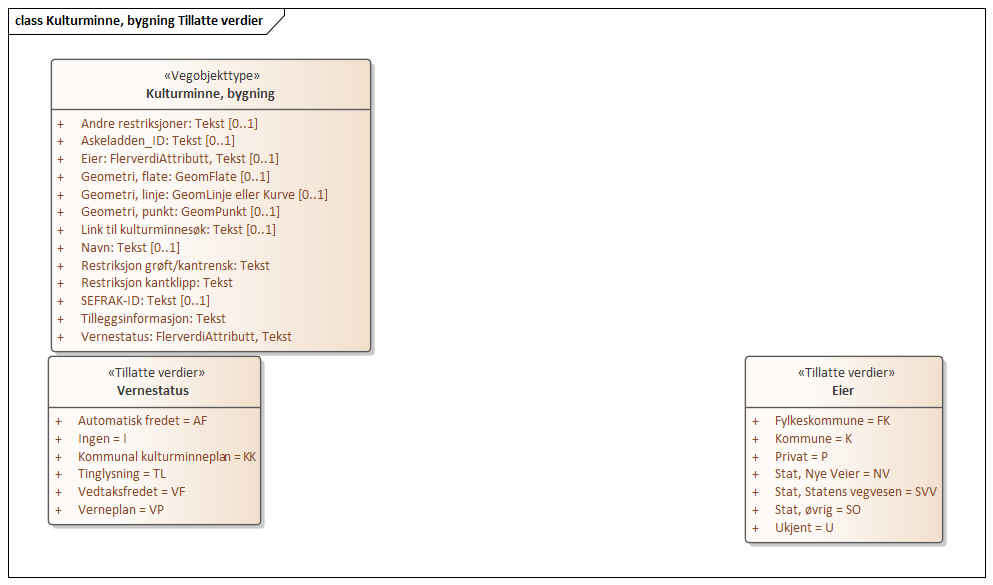 class Kulturminne, bygning Tillatte verdier
«Vegobjekttype»
Kulturminne, bygning
+ Andre restriksjoner: Tekst [0..1]
+ Askeladden_ID: Tekst [0..1]
+ Eier: FlerverdiAttributt, Tekst [0..1]
+ Geometri, flate: GeomFlate [0..1]
+ Geometri, linje: GeomLinje eller Kurve [0..1]
+ Geometri, punkt: GeomPunkt [0..1]
+ Link til kulturminnesøk: Tekst [0..1]
+ Navn: Tekst [0..1]
+ Restriksjon grøft/kantrensk: Tekst
+ Restriksjon kantklipp: Tekst
+ SEFRAK-ID: Tekst [0..1]
+ Tilleggsinformasjon: Tekst
+ Vernestatus: FlerverdiAttributt, Tekst
«Tillatte verdier»
Vernestatus
+ Automatisk fredet = AF
+ Ingen = I
+ Kommunal kulturminneplan = KK
+ Tinglysning = TL
+ Vedtaksfredet = VF
+ Verneplan = VP
«Tillatte verdier»
Eier
+ Fylkeskommune = FK
+ Kommune = K
+ Privat = P
+ Stat, Nye Veier = NV
+ Stat, Statens vegvesen = SVV
+ Stat, øvrig = SO
+ Ukjent = U